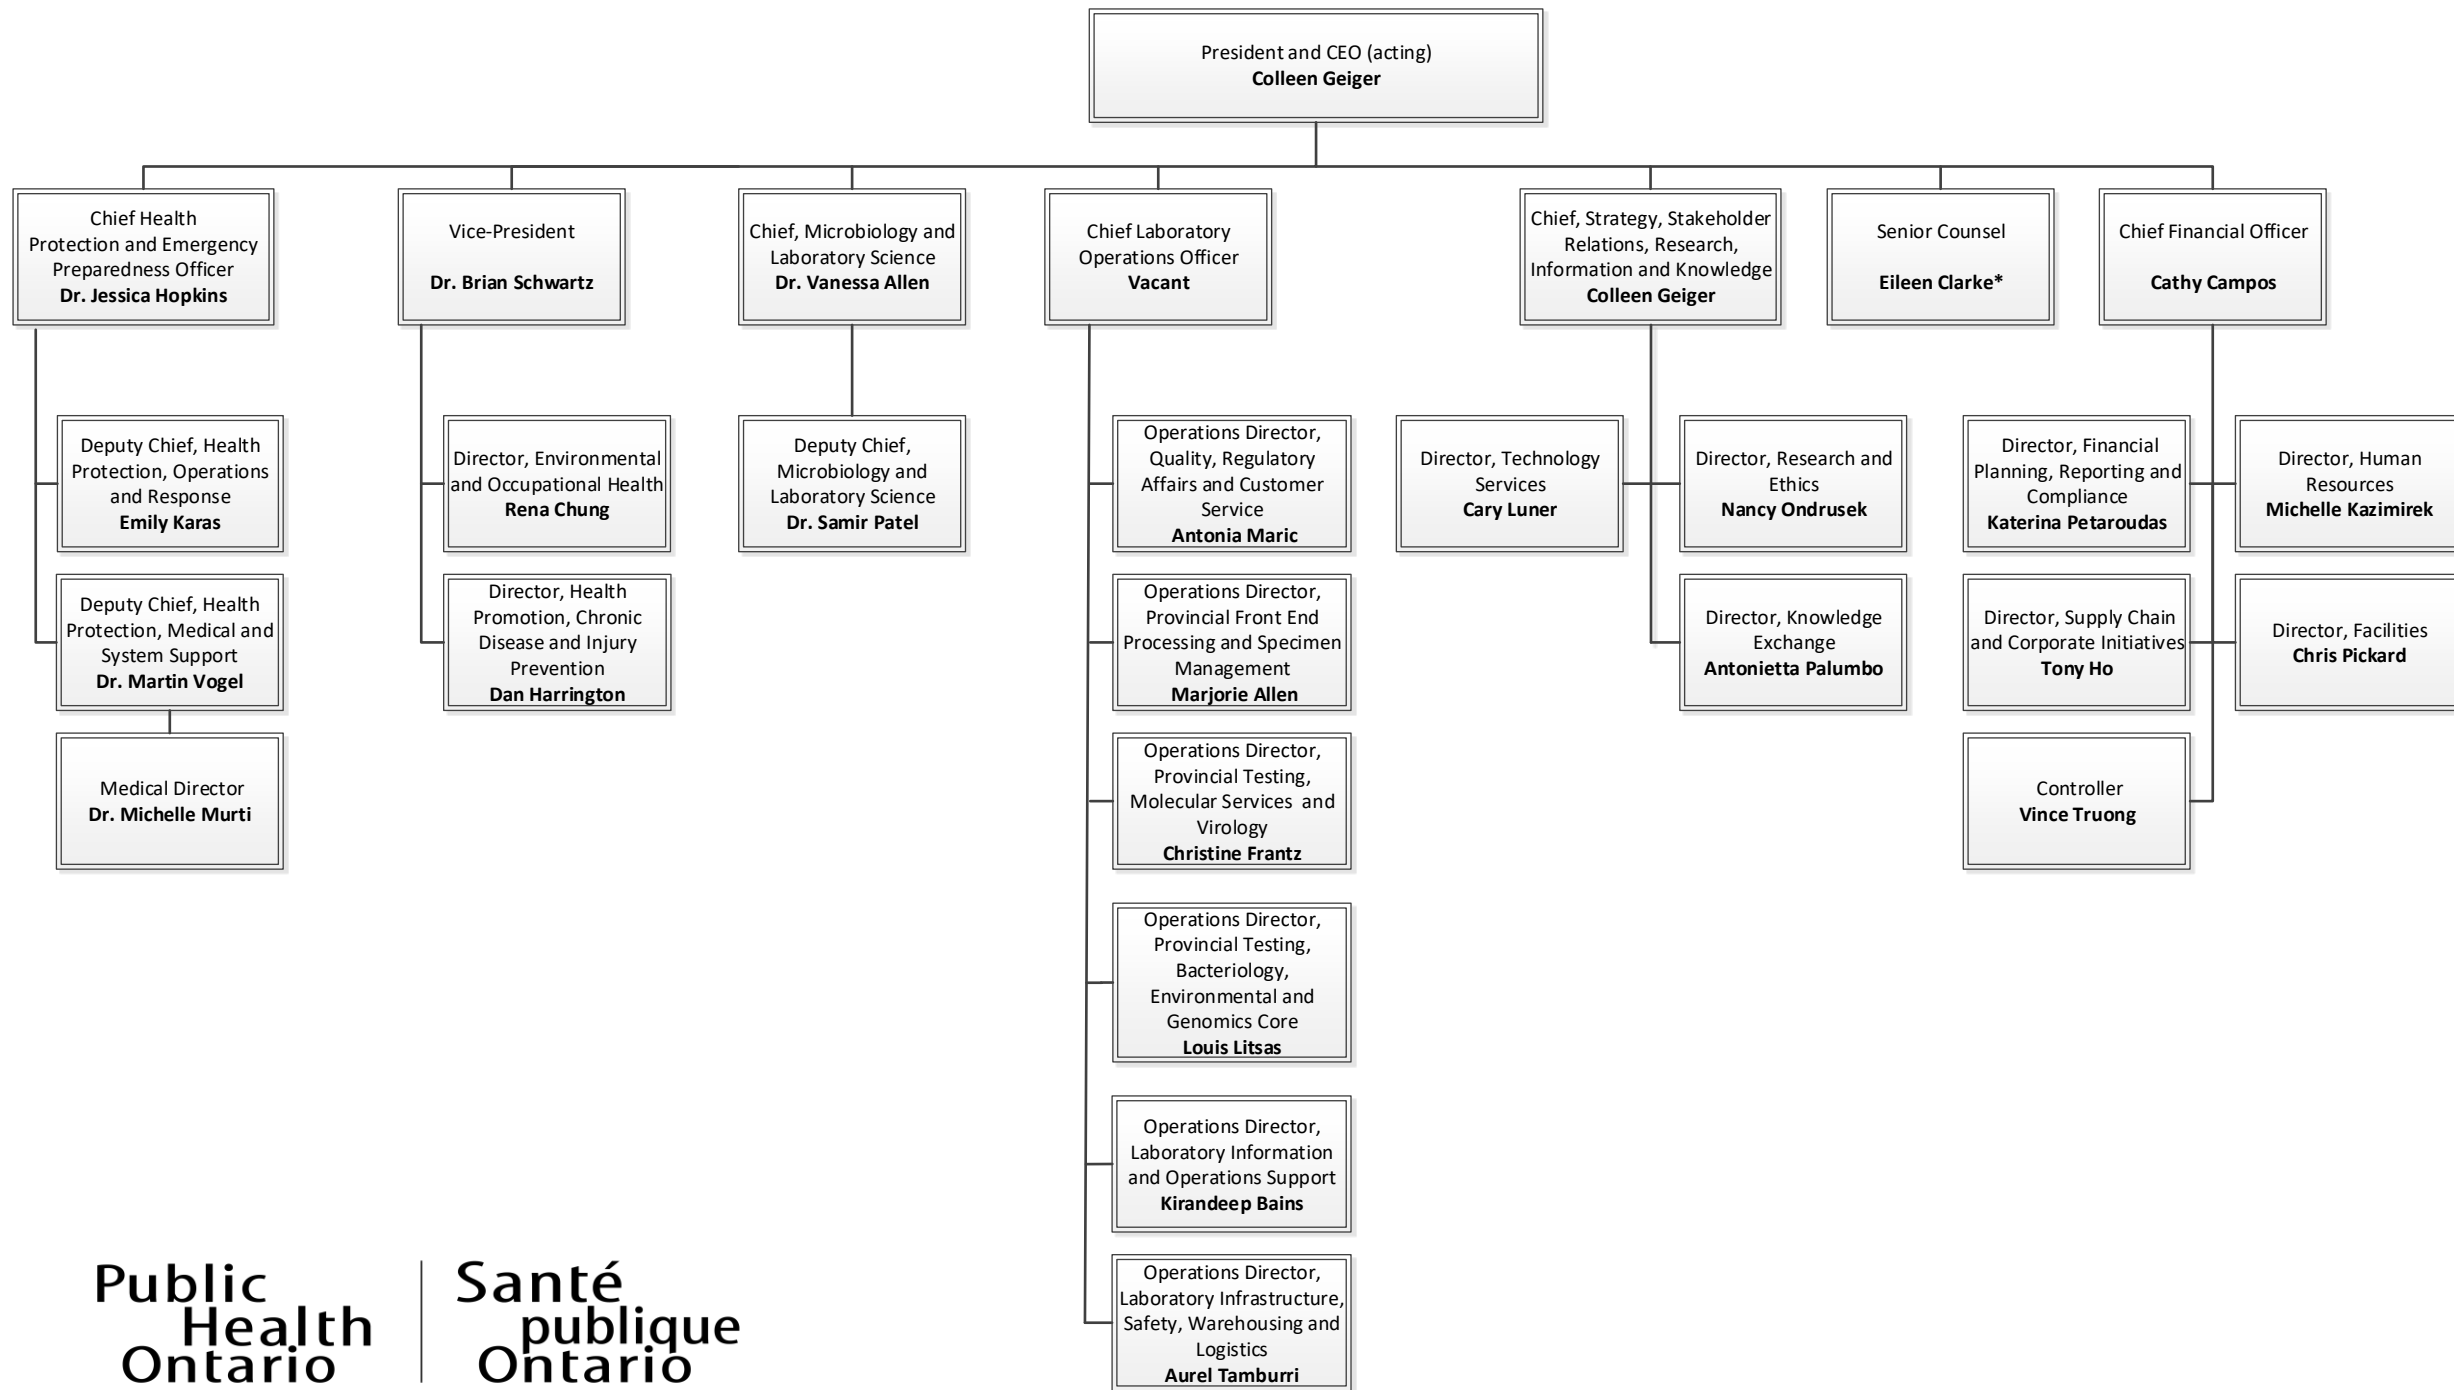 President and CEO (acting)
Colleen Geiger
Chief Health
Protection and Emergency
Preparedness Officer
Dr. Jessica Hopkins
Vice-President
Dr. Brian Schwartz
Chief, Microbiology and
Laboratory Science
Dr. Vanessa Allen
Chief Laboratory
Operations Officer
Vacant
Chief, Strategy, Stakeholder
Relations, Research,
Information and Knowledge
Colleen Geiger
Senior Counsel
Eileen Clarke*
Chief Financial Officer
Cathy Campos
Deputy Chief, Health
Protection, Operations
and Response
Emily Karas
Director, Environmental
and Occupational Health
Rena Chung
Deputy Chief,
Microbiology and
Laboratory Science
Dr. Samir Patel
Operations Director,
Quality, Regulatory
Affairs and Customer
Service
Antonia Maric
Director, Technology
Services
Cary Luner
Director, Research and
Ethics
Nancy Ondrusek
Director, Financial
Planning, Reporting and
Compliance
Katerina Petaroudas
Director, Human
Resources
Michelle Kazimirek
Deputy Chief, Health
Protection, Medical and
System Support
Dr. Martin Vogel
Director, Health
Promotion, Chronic
Disease and Injury
Prevention
Dan Harrington
Operations Director,
Provincial Front End
Processing and Specimen
Management
Marjorie Allen
Director, Knowledge
Exchange
Antonietta Palumbo
Director, Supply Chain
and Corporate Initiatives
Tony Ho
Director, Facilities
Chris Pickard
Medical Director
Dr. Michelle Murti
Operations Director,
Provincial Testing,
Molecular Services and
Virology
Christine Frantz
Controller
Vince Truong
Operations Director,
Provincial Testing,
Bacteriology,
Environmental and
Genomics Core
Louis Litsas
Operations Director,
Laboratory Information
and Operations Support
Kirandeep Bains
Operations Director,
Laboratory Infrastructure,
Safety, Warehousing and
Logistics
Aurel Tamburri
Public
Health
Ontario
Santé
publique
Ontario